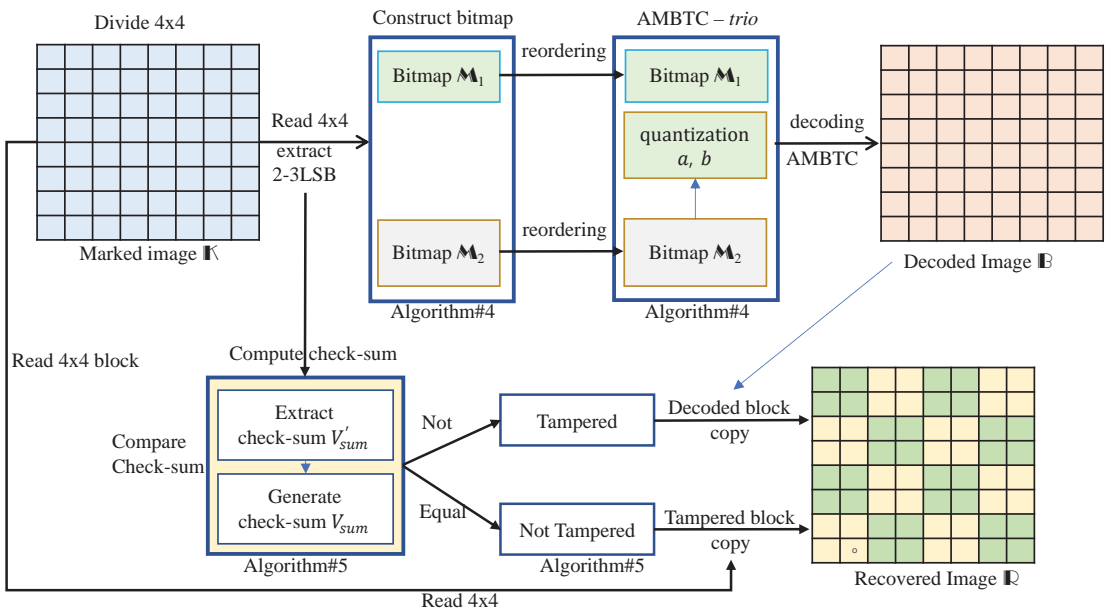 Divide 4x4
Construct bitmap
AMBTC – trio
Bitmap 𝕄₁
reordering
Bitmap 𝕄₁
Read 4x4
extract
2-3LSB
quantization
a, b
decoding
AMBTC
Bitmap 𝕄₂
reordering
Bitmap 𝕄₂
Marked image 𝕂
Decoded Image 𝔹
Algorithm#4
Algorithm#4
Read 4x4 block
Compute check-sum
Extract
check-sum V′sum
Compare
Check-sum
Generate
check-sum Vsum
Not
Tampered
Decoded block
copy
Equal
Not Tampered
Tampered block
copy
Algorithm#5
Algorithm#5
Recovered Image ℝ
Read 4x4